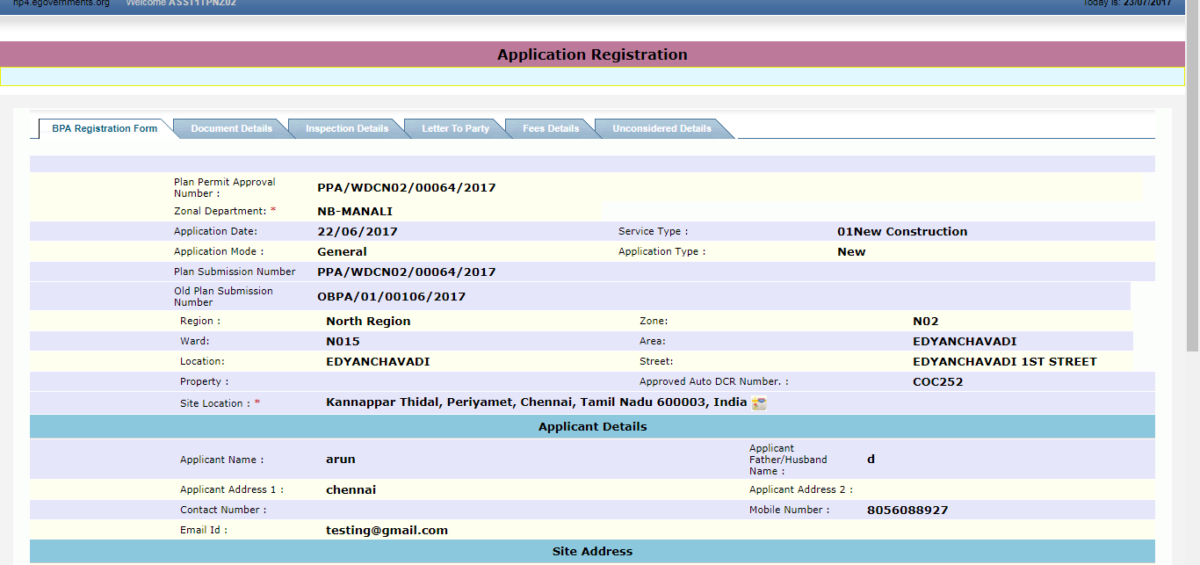 np4.egovernments.org Welcome ASSTITPNZ02 Today is: 23/07/2017
Application Registration
BPA Registration Form Document Details Inspection Details Letter To Party Fees Details Unconsidered Details
Plan Permit Approval
Number : PPA/WDCN02/00064/2017
Zonal Department: * NB-MANALI
Application Date: 22/06/2017 Service Type : 01New Construction
Application Mode : General Application Type : New
Plan Submission Number PPA/WDCN02/00064/2017
Old Plan Submission
Number OBPA/01/00106/2017
Region : North Region Zone: N02
Ward: N015 Area: EDYANCHAVADI
Location: EDYANCHAVADI Street: EDYANCHAVADI 1ST STREET
Property : Approved Auto DCR Number. : COC252
Site Location : * Kannappar Thidal, Periyamet, Chennai, Tamil Nadu 600003, India
Applicant Details
Applicant Name : arun Applicant
Father/Husband d
Name :
Applicant Address 1 : chennai Applicant Address 2 :
Contact Number : Mobile Number : 8056088927
Email Id : testing@gmail.com
Site Address